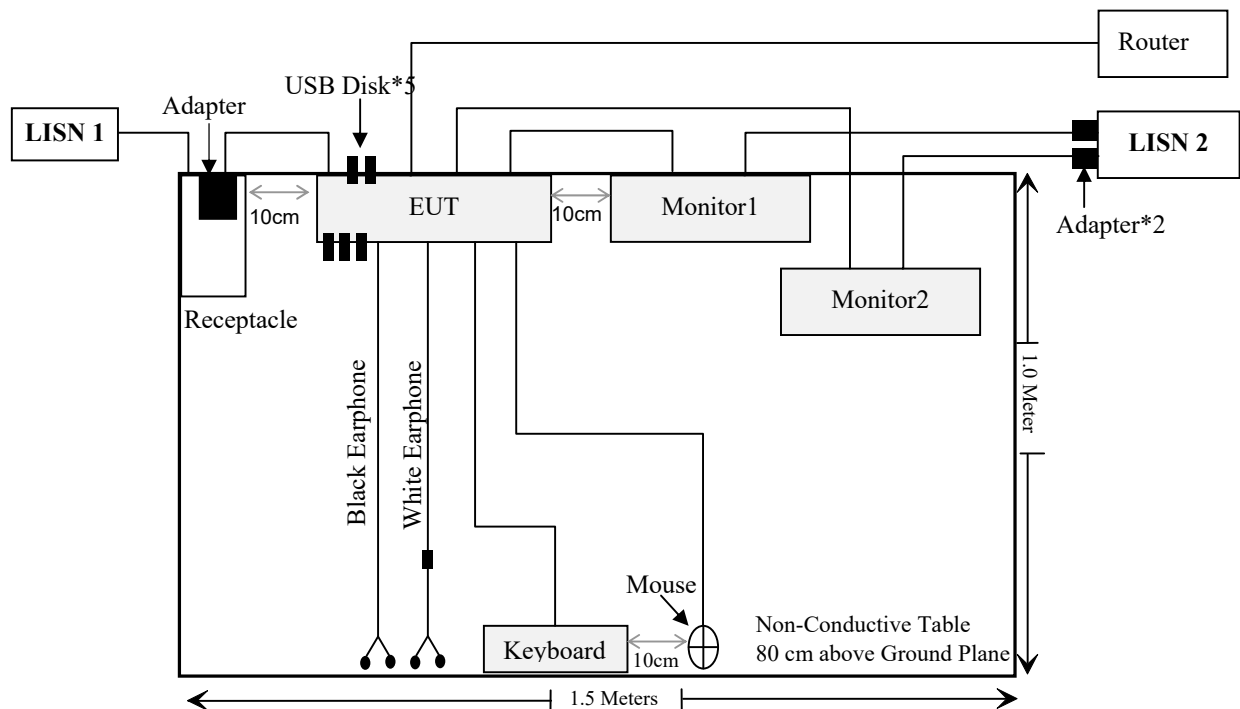 Router
USB Disk*5
Adapter
LISN 1
LISN 2
EUT
Monitor1
10cm
10cm
Adapter*2
Monitor2
Receptacle
Black Earphone
White Earphone
1.0 Meter
Mouse
Non-Conductive Table
80 cm above Ground Plane
Keyboard
10cm
1.5 Meters